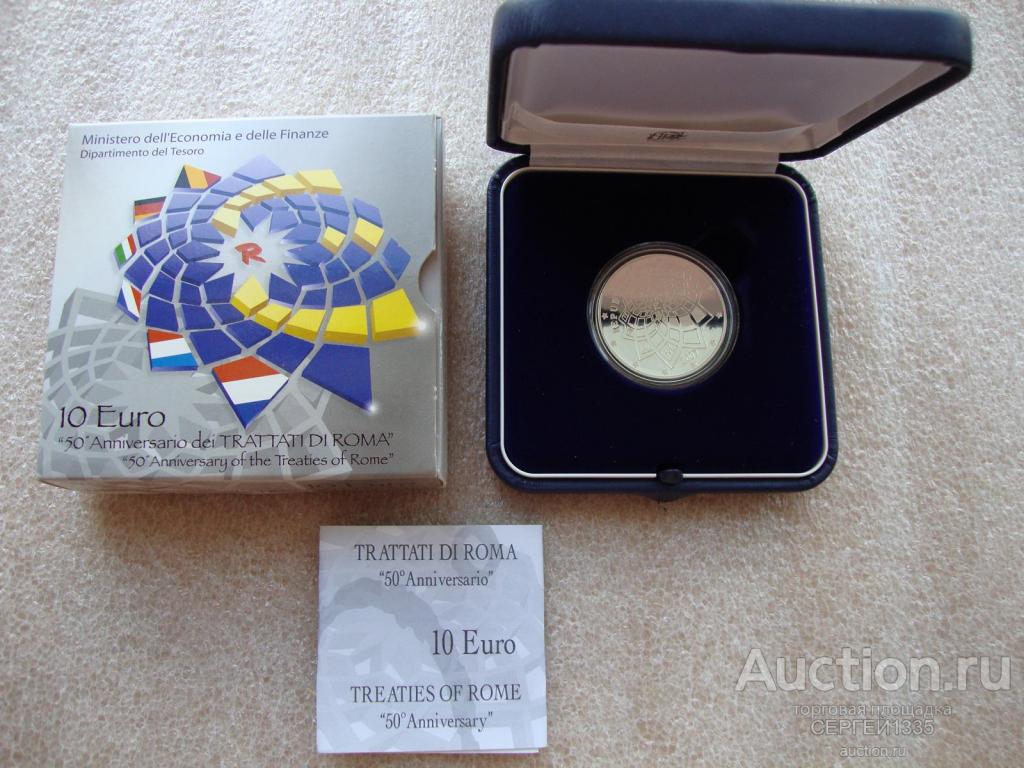 Ministero dell'Economia e delle Finanze
Dipartimento del Tesoro
R
10 Euro
"50° Anniversario dei TRATTATI DI ROMA"
"50° Anniversary of the Treaties of Rome"
TRATTATI DI ROMA
"50° Anniversario"
10 Euro
TREATIES OF ROME
"50° Anniversary"
Auction.ru
торговая площадка
СЕРГЕЙ1335
auction.ru